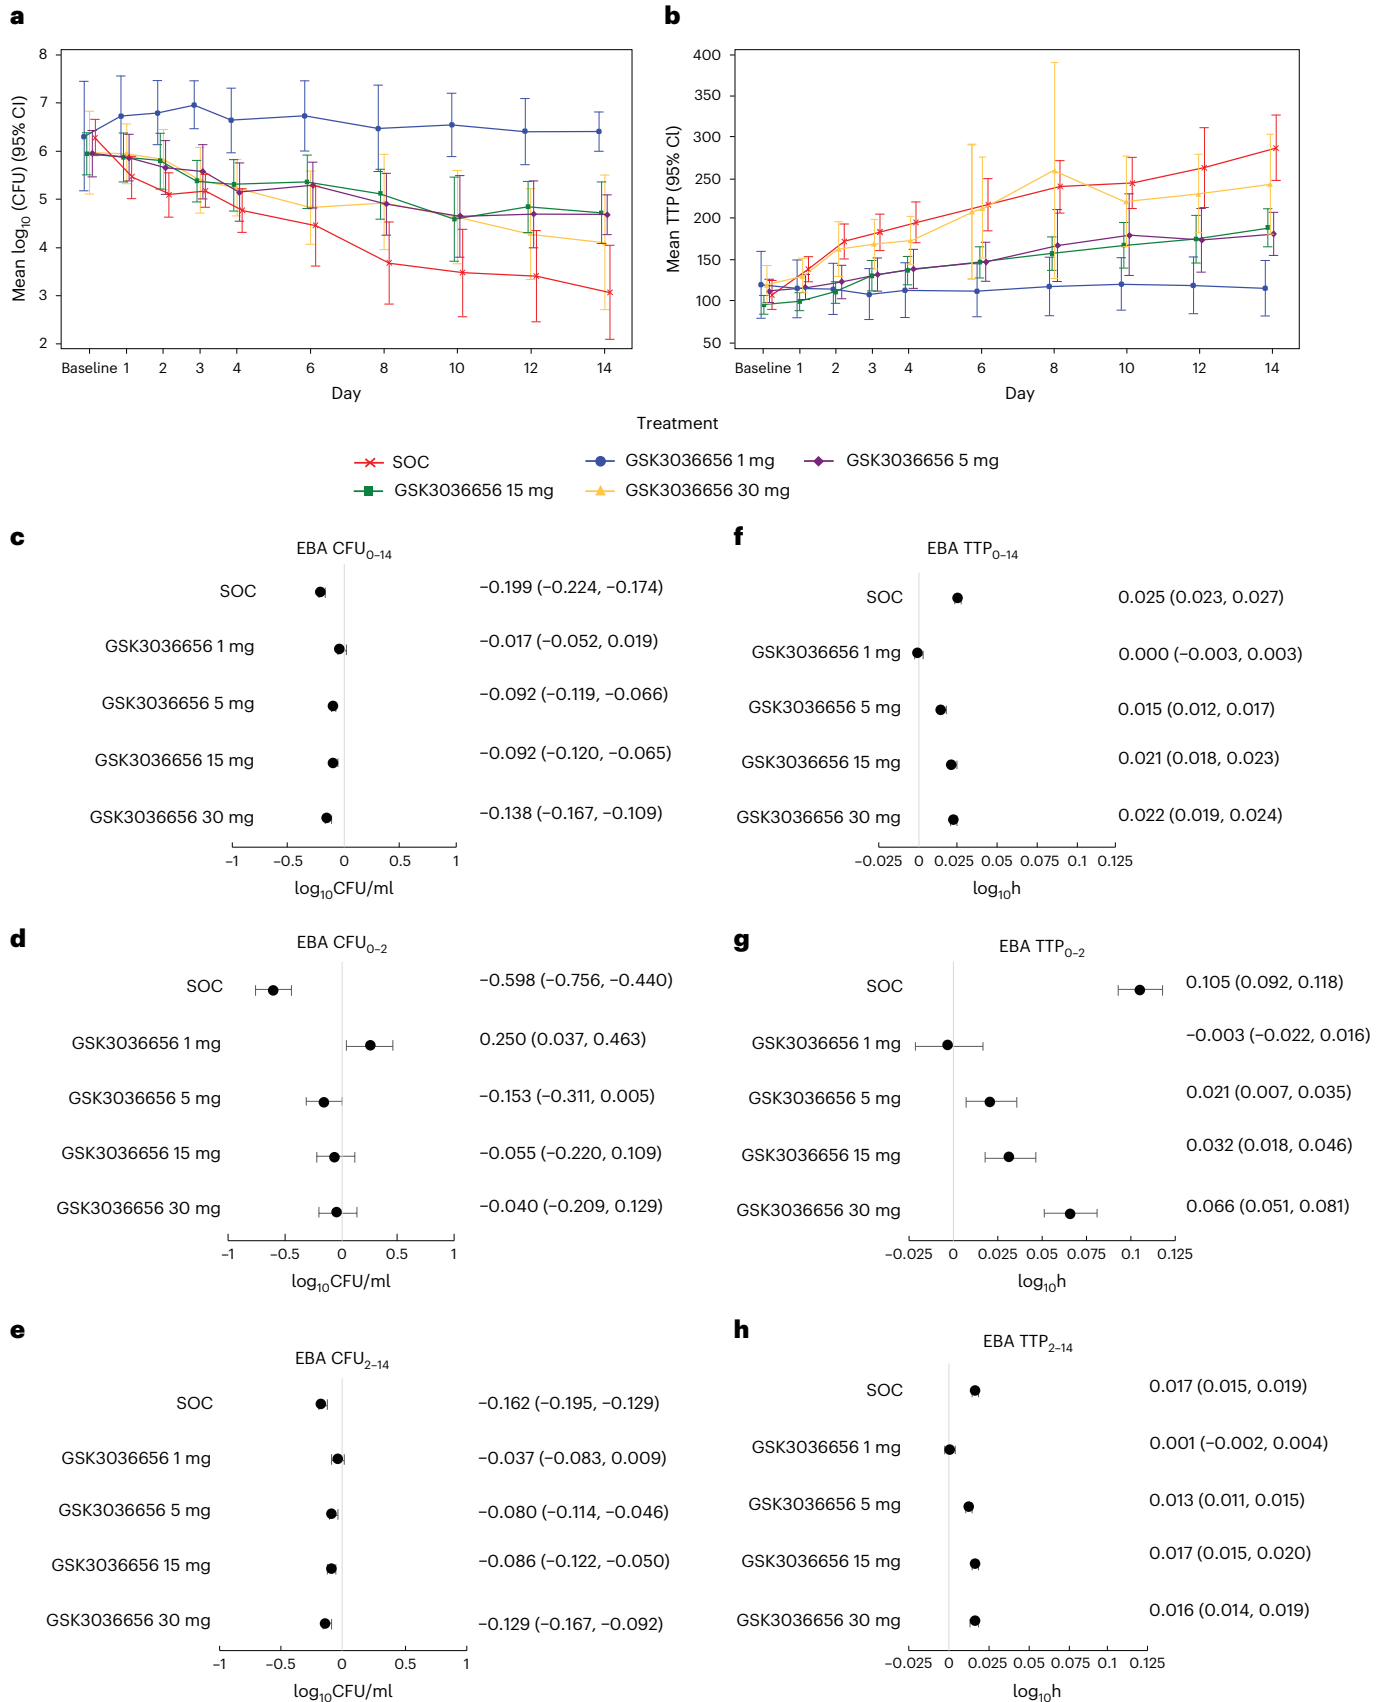 a
Mean log10 (CFU) (95% CI)
8
7
6
5
4
3
2
Baseline 1 2 3 4 6 8 10 12 14
Day
b
Mean TTP (95% CI)
400
350
300
250
200
150
100
50
Baseline 1 2 3 4 6 8 10 12 14
Day
Treatment
SOC GSK3036656 1 mg GSK3036656 5 mg
GSK3036656 15 mg GSK3036656 30 mg
c
EBA CFU0–14
SOC −0.199 (−0.224, −0.174)
GSK3036656 1 mg −0.017 (−0.052, 0.019)
GSK3036656 5 mg −0.092 (−0.119, −0.066)
GSK3036656 15 mg −0.092 (−0.120, −0.065)
GSK3036656 30 mg −0.138 (−0.167, −0.109)
−1 −0.5 0 0.5 1
log10CFU/ml
f
EBA TTP0–14
SOC 0.025 (0.023, 0.027)
GSK3036656 1 mg 0.000 (−0.003, 0.003)
GSK3036656 5 mg 0.015 (0.012, 0.017)
GSK3036656 15 mg 0.021 (0.018, 0.023)
GSK3036656 30 mg 0.022 (0.019, 0.024)
−0.025 0 0.025 0.05 0.075 0.1 0.125
log10h
d
EBA CFU0–2
SOC −0.598 (−0.756, −0.440)
GSK3036656 1 mg 0.250 (0.037, 0.463)
GSK3036656 5 mg −0.153 (−0.311, 0.005)
GSK3036656 15 mg −0.055 (−0.220, 0.109)
GSK3036656 30 mg −0.040 (−0.209, 0.129)
−1 −0.5 0 0.5 1
log10CFU/ml
g
EBA TTP0–2
SOC 0.105 (0.092, 0.118)
GSK3036656 1 mg −0.003 (−0.022, 0.016)
GSK3036656 5 mg 0.021 (0.007, 0.035)
GSK3036656 15 mg 0.032 (0.018, 0.046)
GSK3036656 30 mg 0.066 (0.051, 0.081)
−0.025 0 0.025 0.05 0.075 0.1 0.125
log10h
e
EBA CFU2–14
SOC −0.162 (−0.195, −0.129)
GSK3036656 1 mg −0.037 (−0.083, 0.009)
GSK3036656 5 mg −0.080 (−0.114, −0.046)
GSK3036656 15 mg −0.086 (−0.122, −0.050)
GSK3036656 30 mg −0.129 (−0.167, −0.092)
−1 −0.5 0 0.5 1
log10CFU/ml
h
EBA TTP2–14
SOC 0.017 (0.015, 0.019)
GSK3036656 1 mg 0.001 (−0.002, 0.004)
GSK3036656 5 mg 0.013 (0.011, 0.015)
GSK3036656 15 mg 0.017 (0.015, 0.020)
GSK3036656 30 mg 0.016 (0.014, 0.019)
−0.025 0 0.025 0.05 0.075 0.1 0.125
log10h